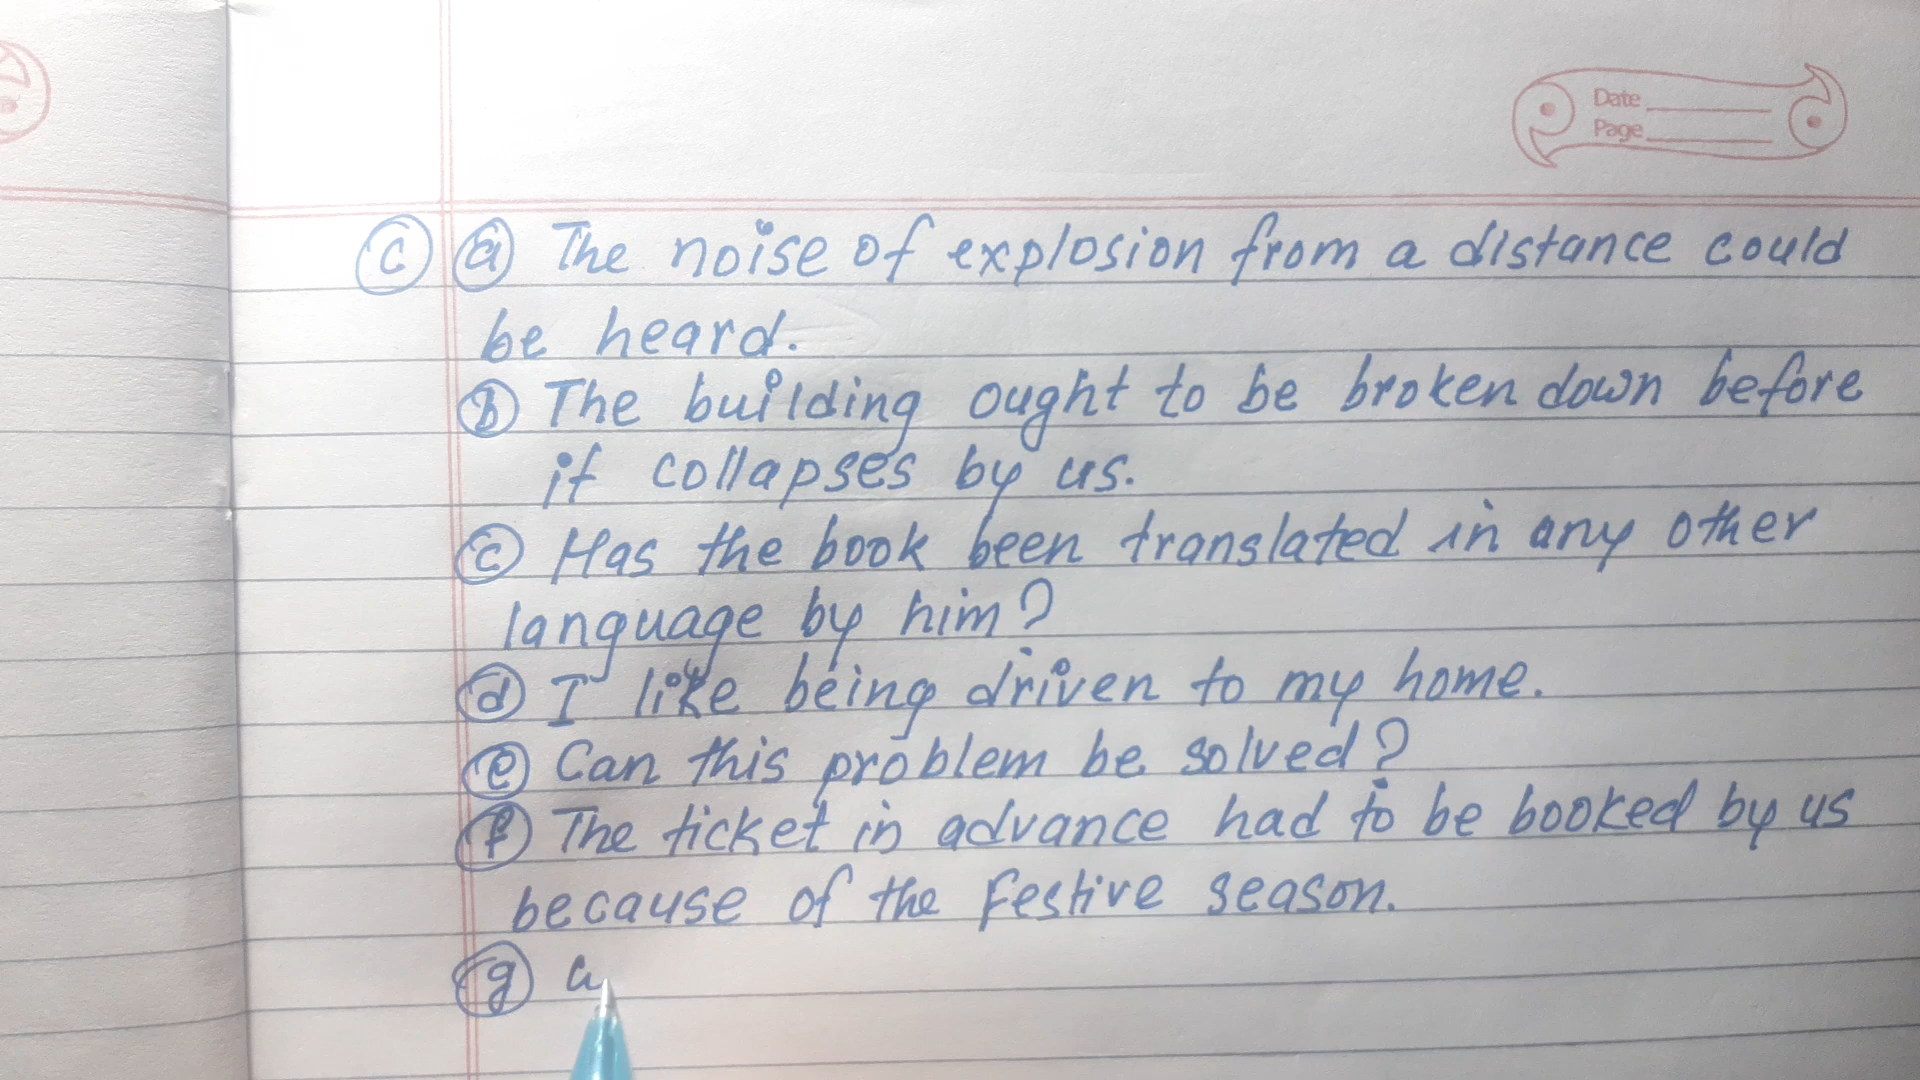 Date
Page
C a The noise of explosion from a distance could
be heard.
b The building ought to be broken down before
it collapses by us.
c Has the book been translated in any other
language by him?
d I like being driven to my home.
e Can this problem be solved?
f The ticket in advance had to be booked by us
because of the festive season.
g